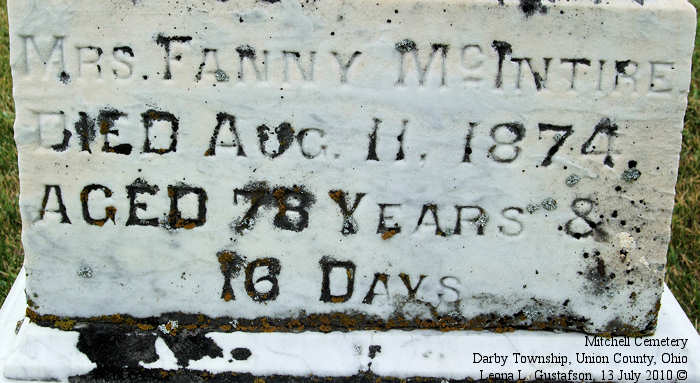 Mrs. Fanny McIntire
Died Aug. 11, 1874.
Aged 78 Years &
16 Days
Mitchell Cemetery
Darby Township, Union County, Ohio
Leona L. Gustafson, 13 July 2010 ©